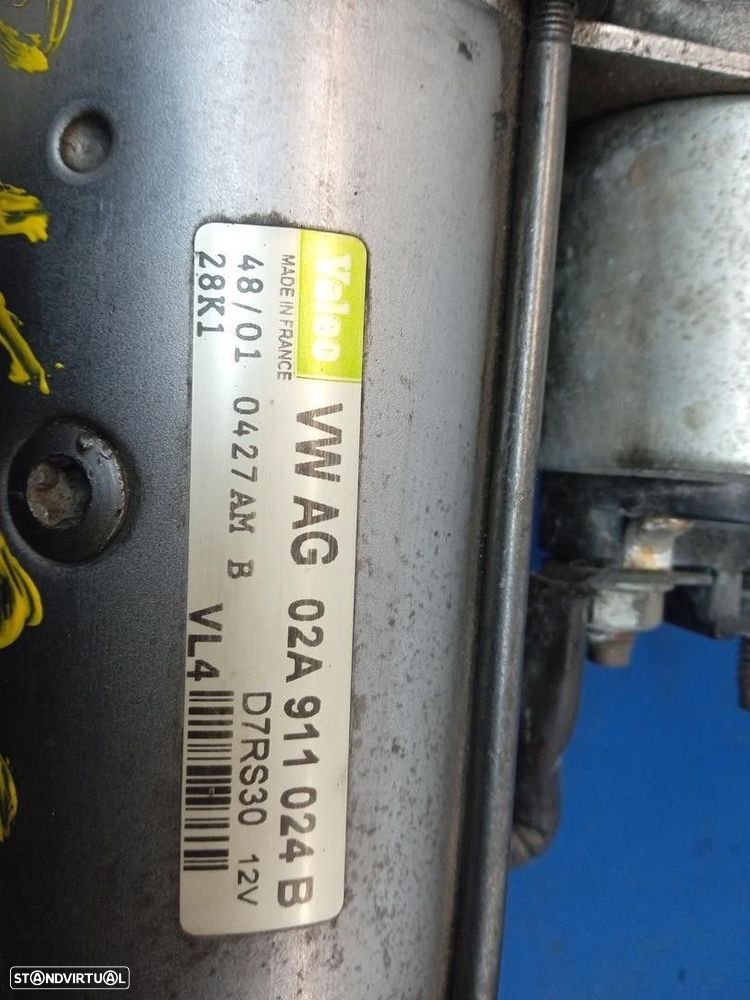 Valeo
MADE IN FRANCE
VW AG 02A 911 024 B
48/01 0427AM B D7RS30 12V
28K1 VL4
STANDVIRTUAL